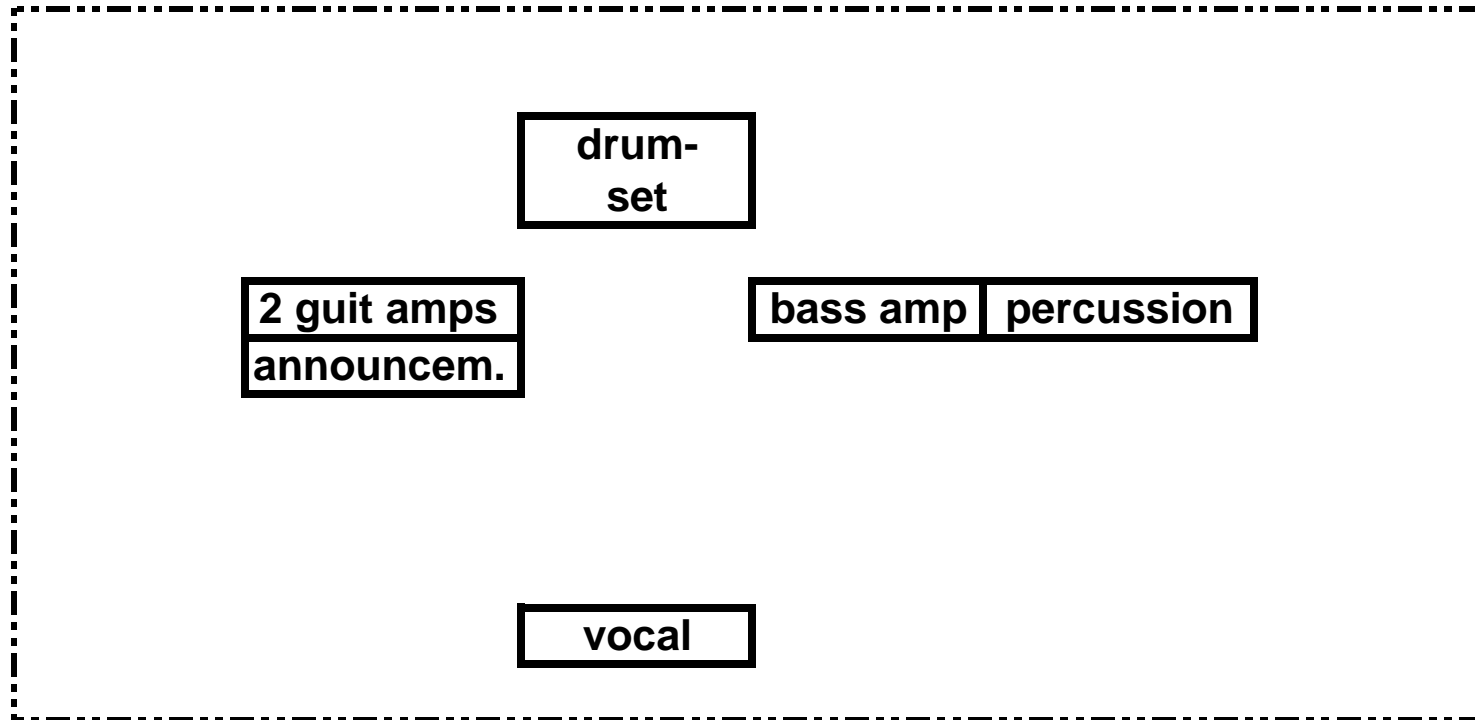 drum-
set
2 guit amps
bass amp
percussion
announcem.
vocal